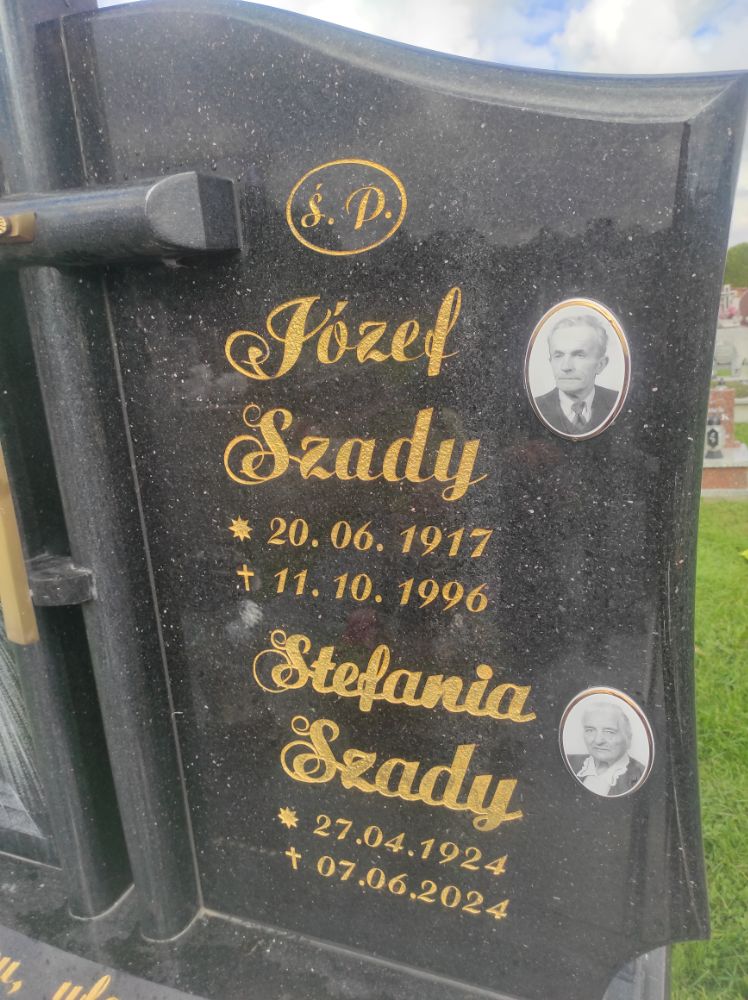 ś. P.
Józef
Szady
* 20. 06. 1917
† 11. 10. 1996
Stefania
Szady
* 27.04.1924
† 07.06.2024